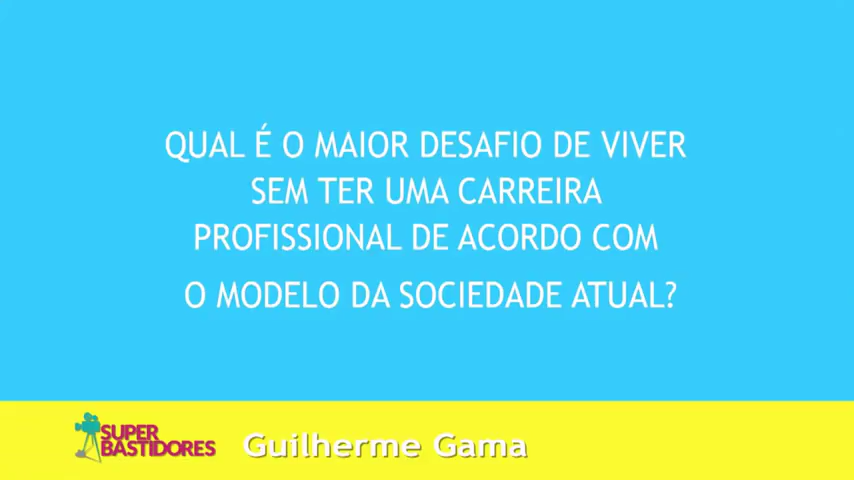 QUAL É O MAIOR DESAFIO DE VIVER
SEM TER UMA CARREIRA
PROFISSIONAL DE ACORDO COM
O MODELO DA SOCIEDADE ATUAL?
SUPER
BASTIDORES
Guilherme Gama